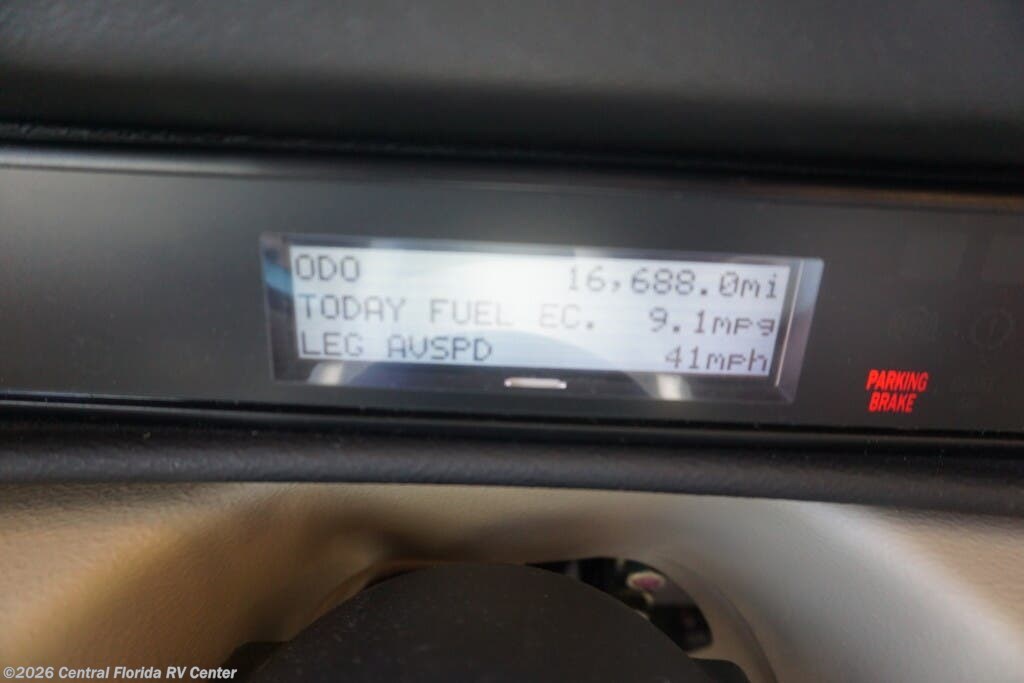 ODO 16,688.0mi
TODAY FUEL EC. 9.1mpg
LEG AVSPD 41mph
PARKING
BRAKE
©2026 Central Florida RV Center